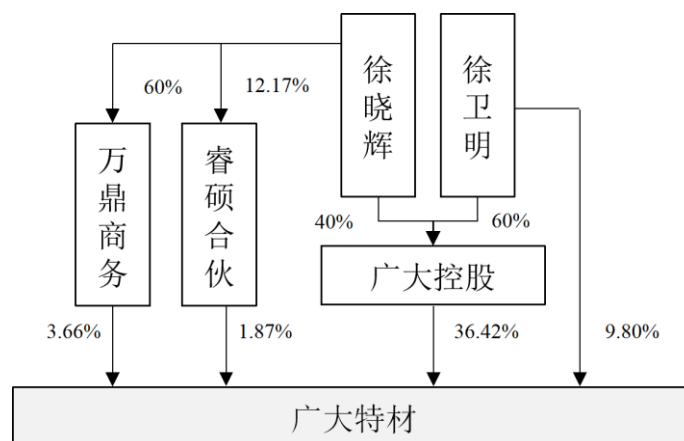 徐晓辉
徐卫明
60%
12.17%
万鼎商务
睿硕合伙
40%
60%
广大控股
3.66%
1.87%
36.42%
9.80%
广大特材